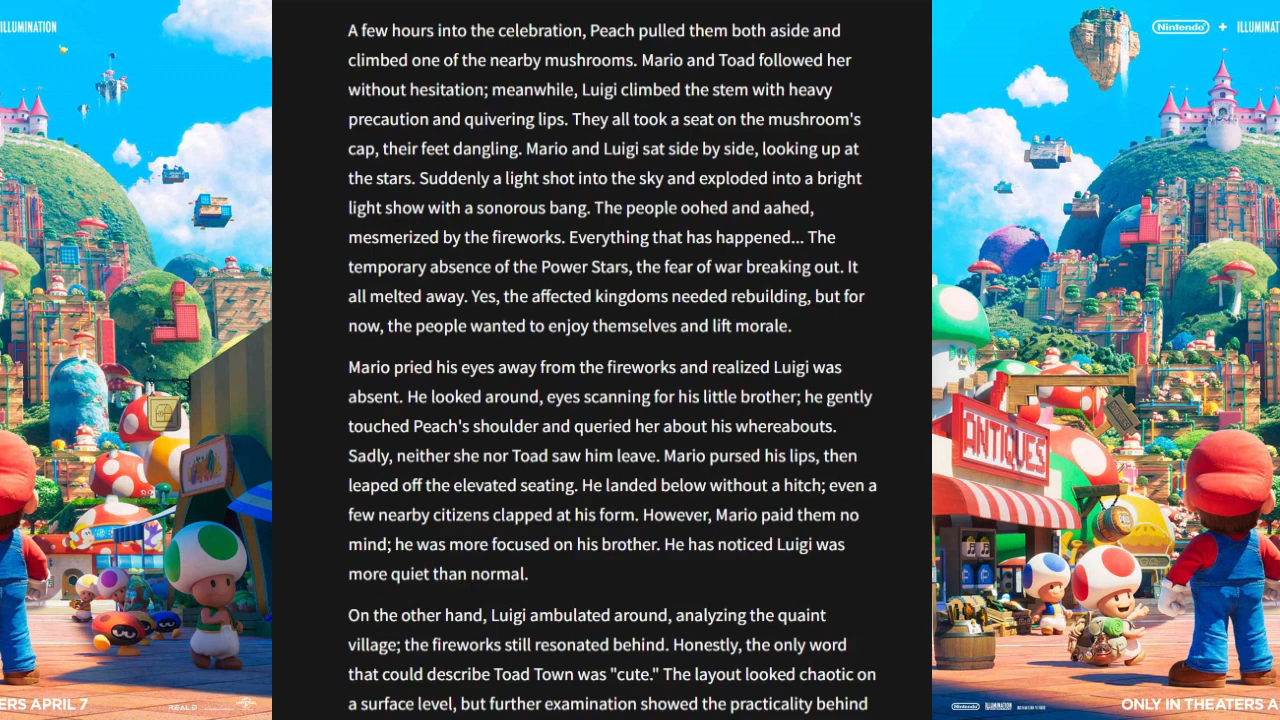 ILLUMINATION
A few hours into the celebration, Peach pulled them both aside and
climbed one of the nearby mushrooms. Mario and Toad followed her
without hesitation; meanwhile, Luigi climbed the stem with heavy
precaution and quivering lips. They all took a seat on the mushroom's
cap, their feet dangling. Mario and Luigi sat side by side, looking up at
the stars. Suddenly a light shot into the sky and exploded into a bright
light show with a sonorous bang. The people oohed and aahed,
mesmerized by the fireworks. Everything that has happened... The
temporary absence of the Power Stars, the fear of war breaking out. It
all melted away. Yes, the affected kingdoms needed rebuilding, but for
now, the people wanted to enjoy themselves and lift morale.
Mario pried his eyes away from the fireworks and realized Luigi was
absent. He looked around, eyes scanning for his little brother; he gently
touched Peach's shoulder and queried her about his whereabouts.
Sadly, neither she nor Toad saw him leave. Mario pursed his lips, then
leaped off the elevated seating. He landed below without a hitch; even a
few nearby citizens clapped at his form. However, Mario paid them no
mind; he was more focused on his brother. He has noticed Luigi was
more quiet than normal.
On the other hand, Luigi ambulated around, analyzing the quaint
village; the fireworks still resonated behind. Honestly, the only word
that could describe Toad Town was "cute." The layout looked chaotic on
a surface level, but further examination showed the practicality behind
ERS APRIL 7
REALD
Nintendo + ILLUMINAT
ANTIQUES
Nintendo ILLUMINATION
ONLY IN THEATERS A